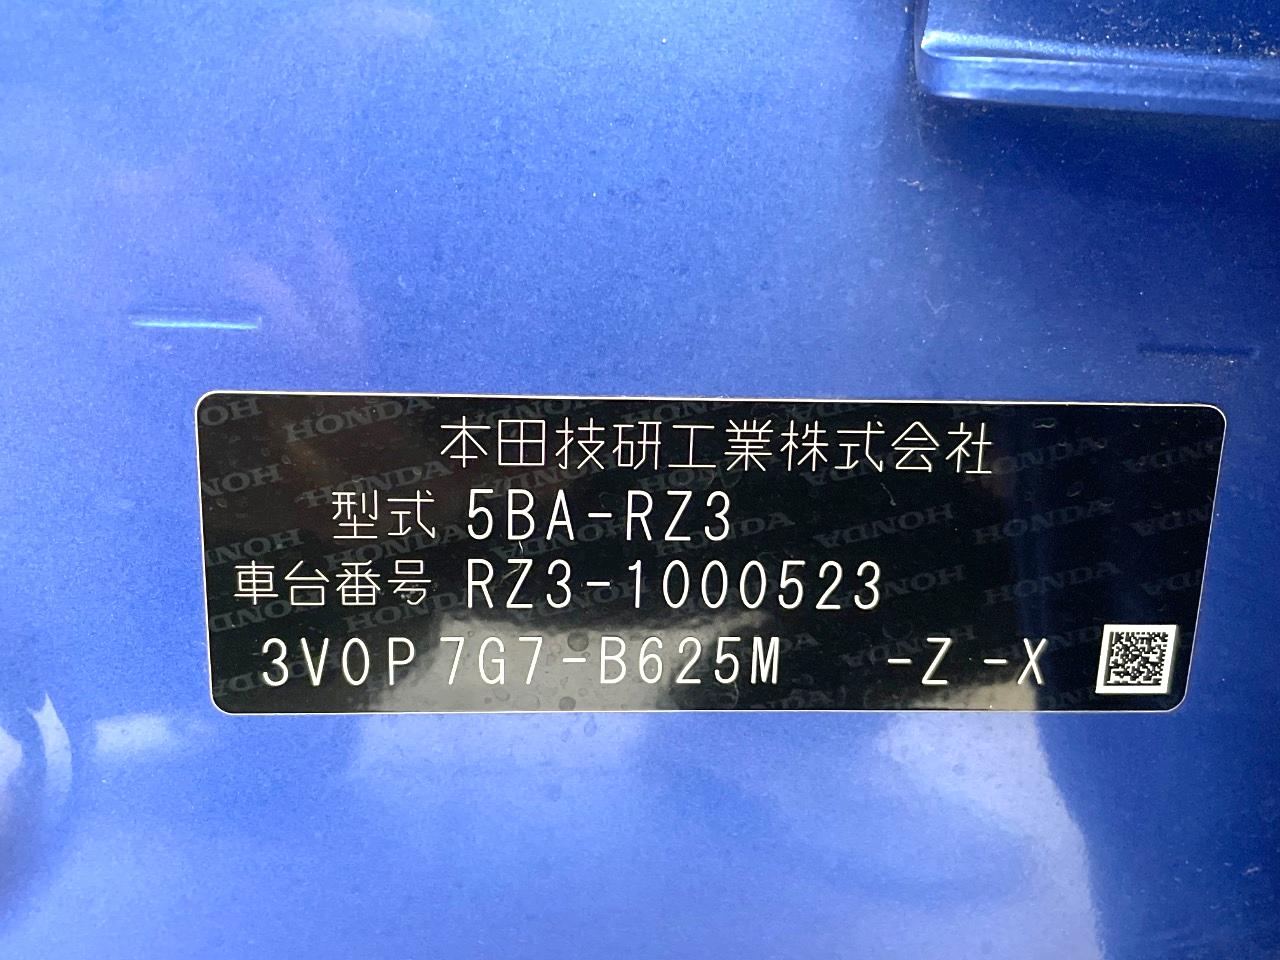 本田技研工業株式会社
型式 5BA-RZ3
車台番号 RZ3-1000523
3V0P 7G7-B625M -Z -X